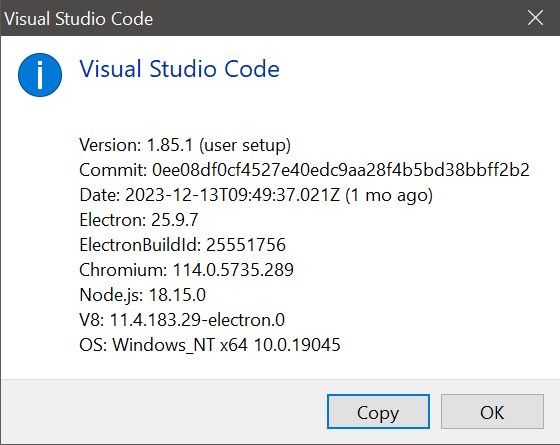 Visual Studio Code
Visual Studio Code
Version: 1.85.1 (user setup)
Commit: 0ee08df0cf4527e40edc9aa28f4b5bd38bbff2b2
Date: 2023-12-13T09:49:37.021Z (1 mo ago)
Electron: 25.9.7
ElectronBuildId: 25551756
Chromium: 114.0.5735.289
Node.js: 18.15.0
V8: 11.4.183.29-electron.0
OS: Windows_NT x64 10.0.19045
Copy
OK